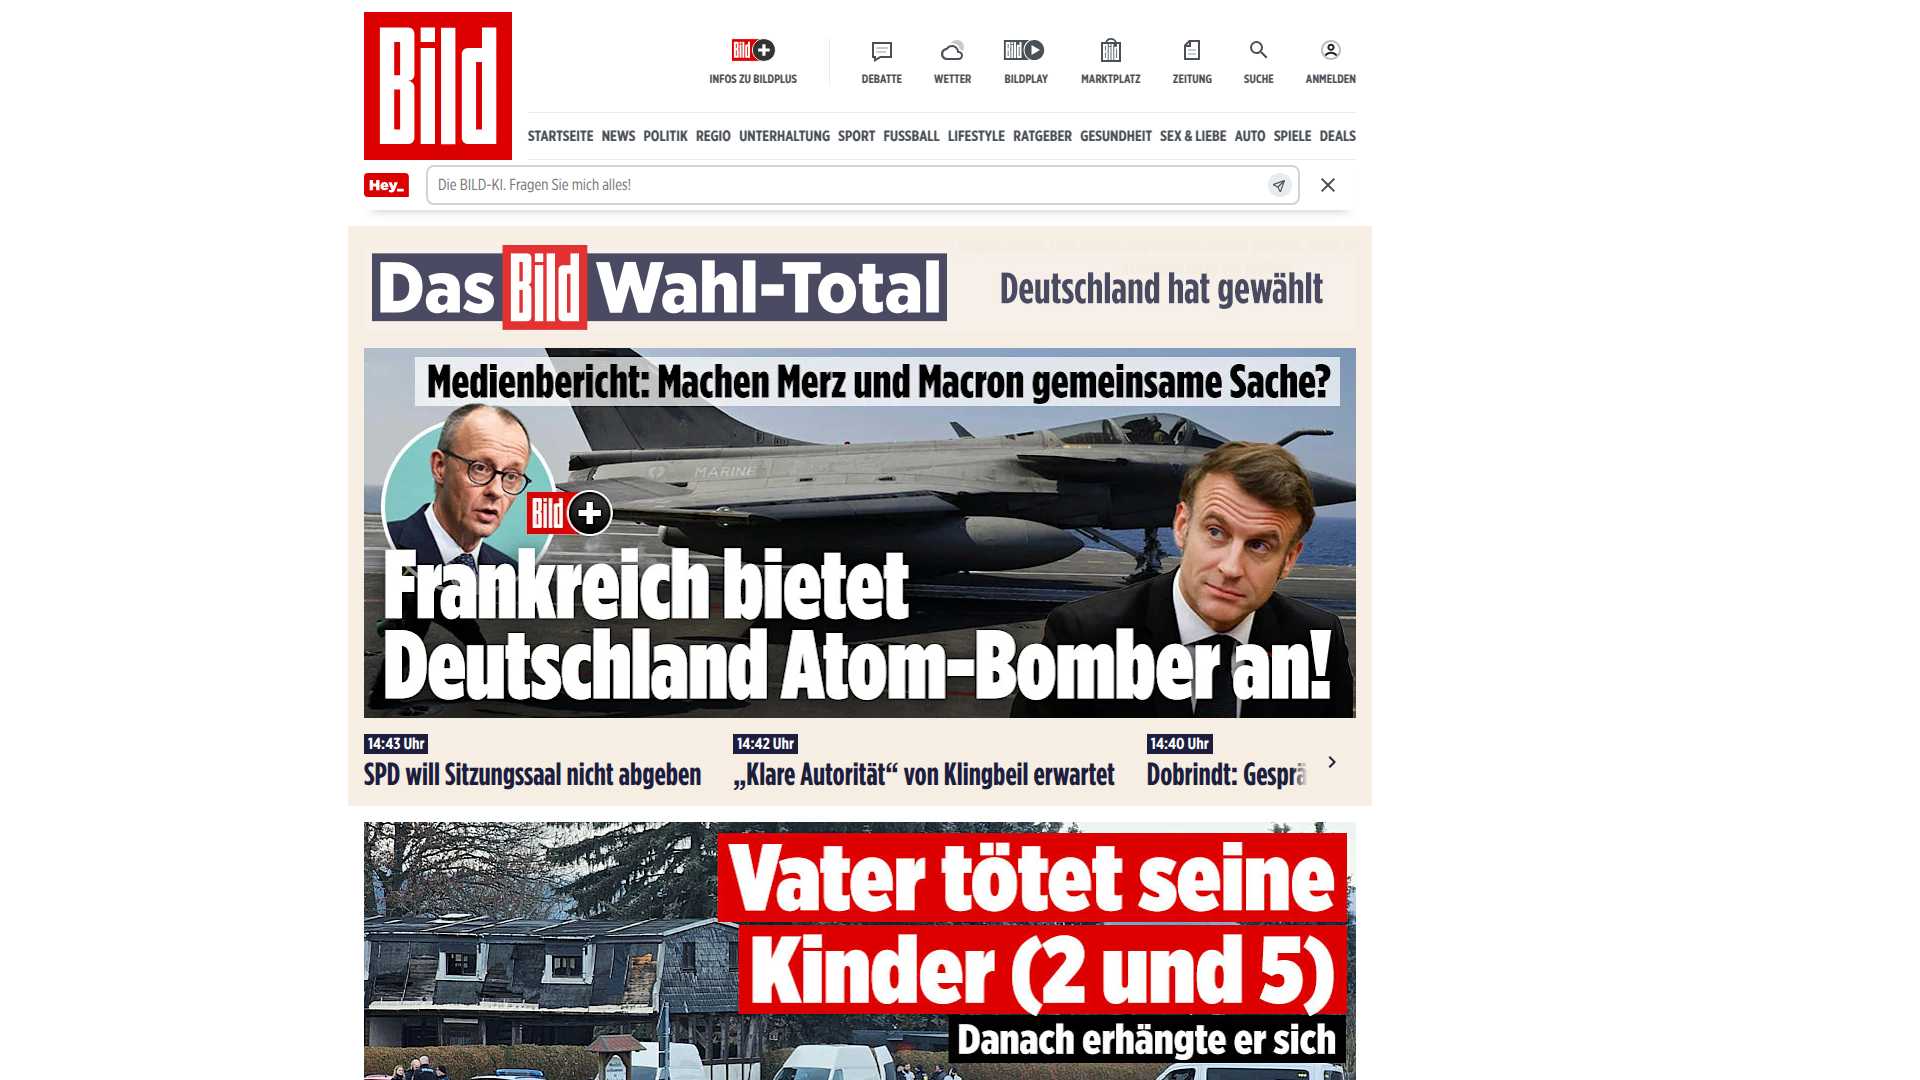 Bild
INFOS ZU BILDPLUS
DEBATTE
WETTER
BILDPLAY
MARKTPLATZ
ZEITUNG
SUCHE
ANMELDEN
STARTSEITE NEWS POLITIK REGIO UNTERHALTUNG SPORT FUSSBALL LIFESTYLE RATGEBER GESUNDHEIT SEX & LIEBE AUTO SPIELE DEALS
Hey_
Die BILD-KI. Fragen Sie mich alles!
Das Bild Wahl-Total
Deutschland hat gewählt
Medienbericht: Machen Merz und Macron gemeinsame Sache?
MARINE
Bild +
Frankreich bietet
Deutschland Atom-Bomber an!
14:43 Uhr
SPD will Sitzungssaal nicht abgeben
14:42 Uhr
„Klare Autorität“ von Klingbeil erwartet
14:40 Uhr
Dobrindt: Gesprä
Vater tötet seine
Kinder (2 und 5)
Danach erhängte er sich